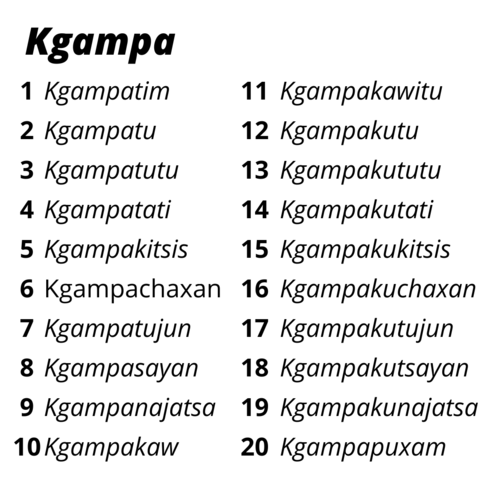 Kgampa
1 Kgampatim
2 Kgampatu
3 Kgampatutu
4 Kgampatati
5 Kgampakitsis
6 Kgampachaxan
7 Kgampatujun
8 Kgampasayan
9 Kgampanajatsa
10 Kgampakaw
11 Kgampakawitu
12 Kgampakutu
13 Kgampakututu
14 Kgampakutati
15 Kgampakukitsis
16 Kgampakuchaxan
17 Kgampakutujun
18 Kgampakutsayan
19 Kgampakunajatsa
20 Kgampapuxam